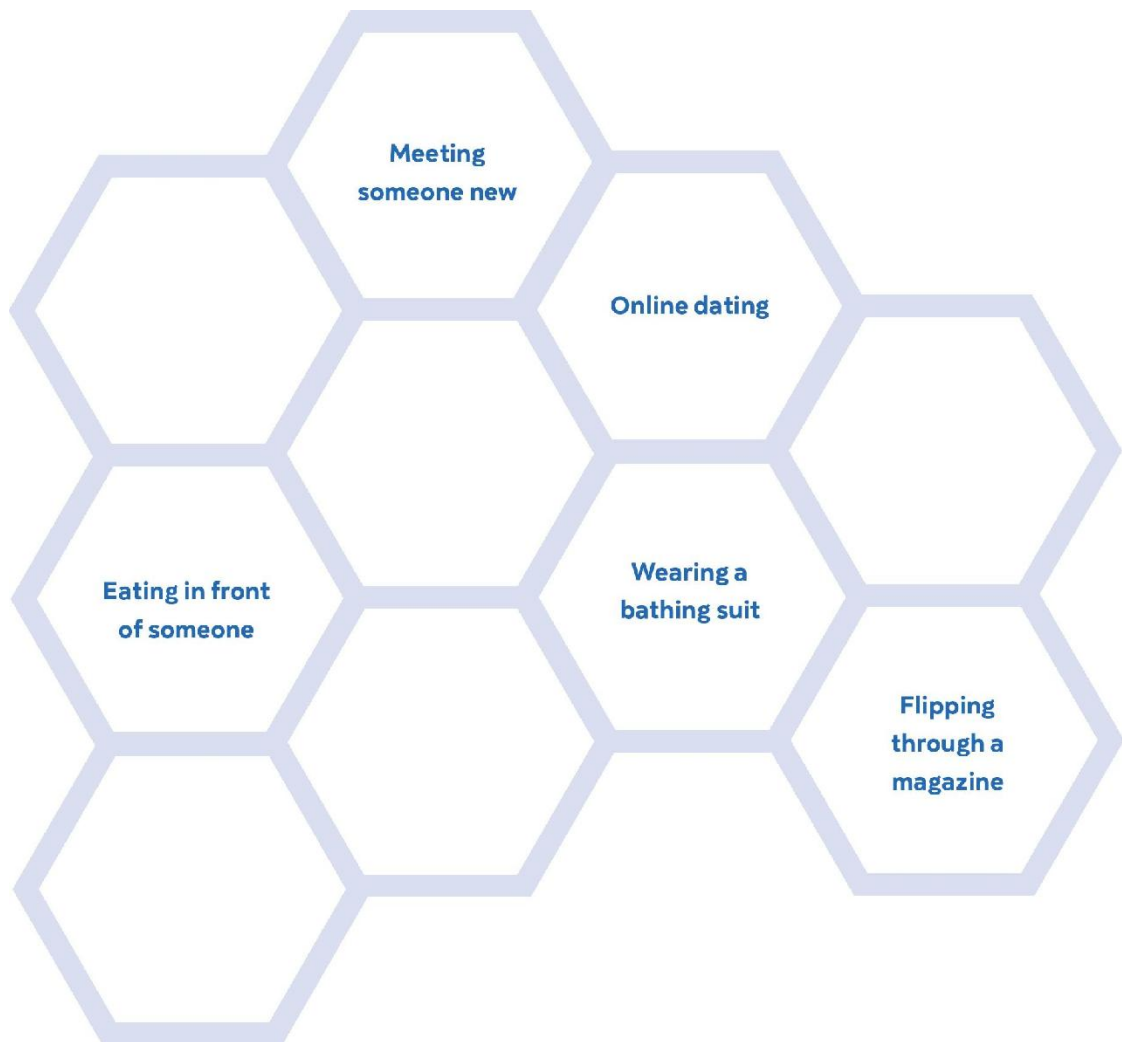 Meeting
someone new
Online dating
Eating in front
of someone
Wearing a
bathing suit
Flipping
through a
magazine